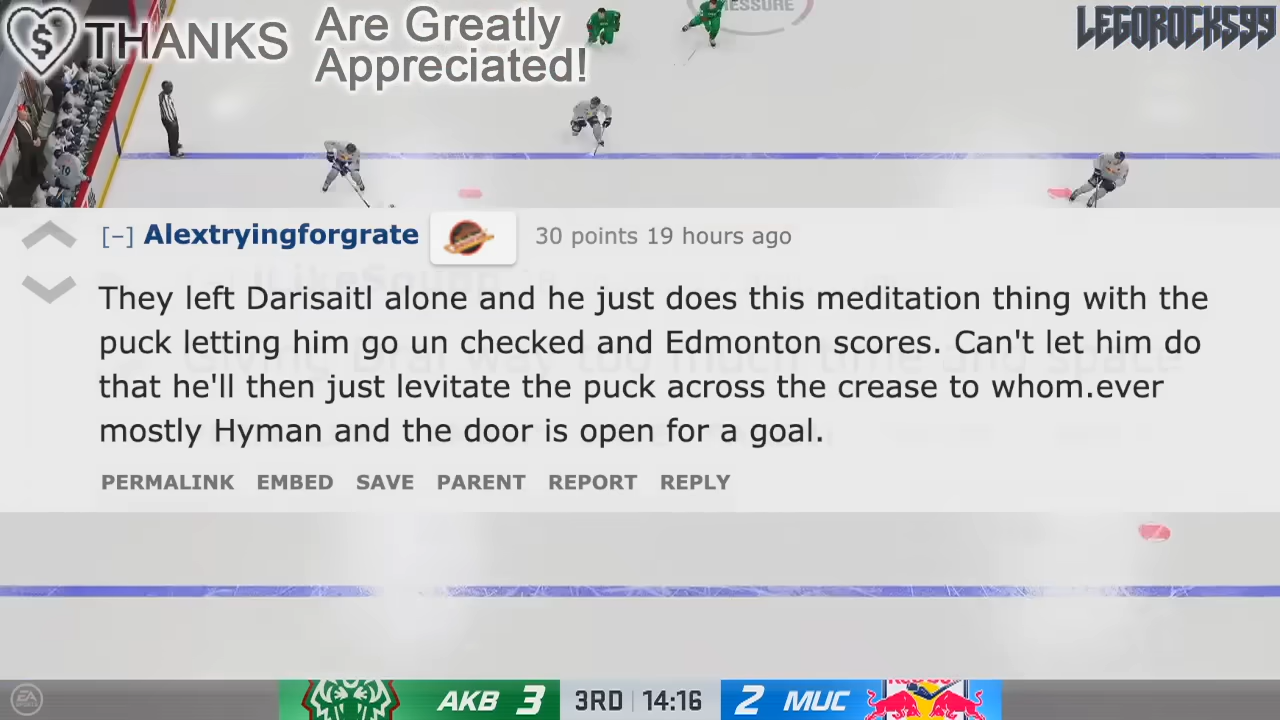 THANKS Are Greatly
Appreciated!
LEGOROCKS99
ESSURE
[-] Alextryingforgrate 30 points 19 hours ago
They left Darisaitl alone and he just does this meditation thing with the
puck letting him go un checked and Edmonton scores. Can't let him do
that he'll then just levitate the puck across the crease to whom.ever
mostly Hyman and the door is open for a goal.
PERMALINK EMBED SAVE PARENT REPORT REPLY
AKB 3 3RD 14:16 2 MUC